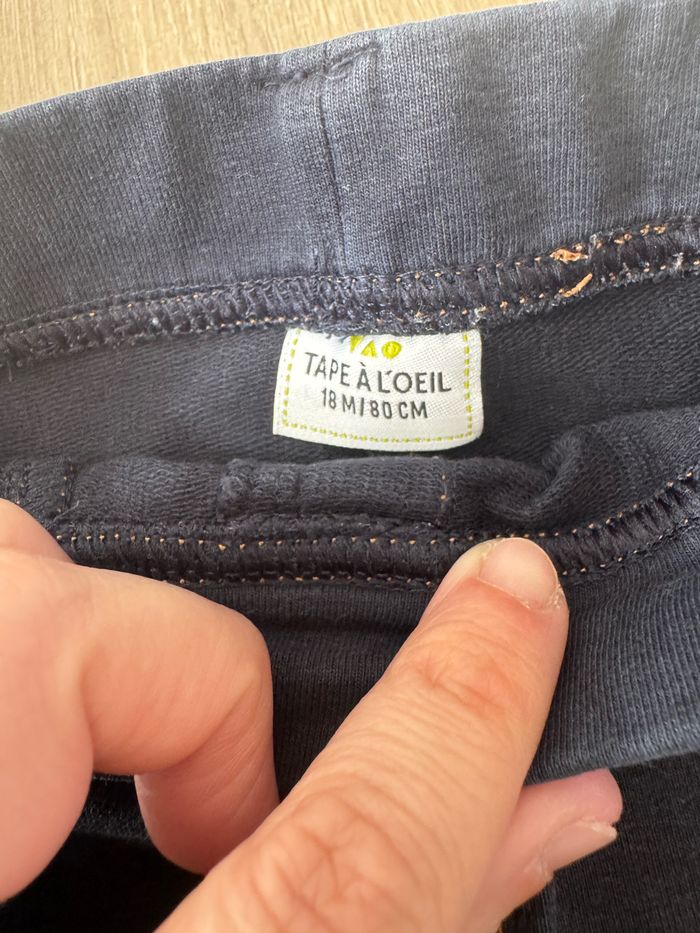 TAO
TAPE À L'OEIL
18 M/80 CM